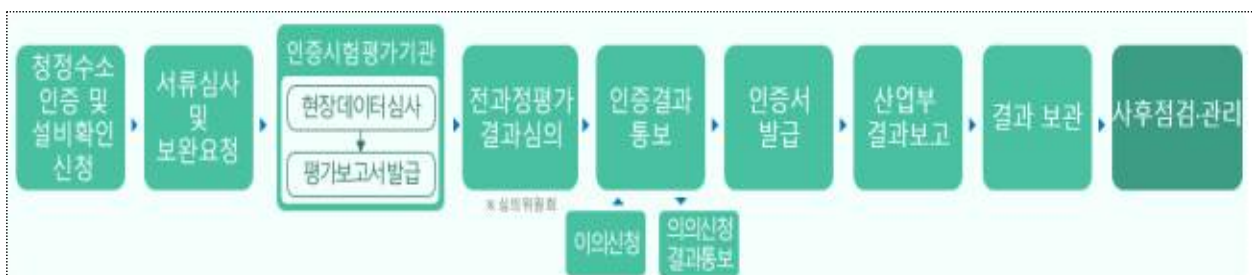 청정수소
인증 및
설비확인
신청
서류심사
및
보완요청
인증시험평가기관
현장데이터심사
평가보고서발급
전과정평가
결과심의
※ 심의위원회
인증결과
통보
이의신청
의의신청
결과통보
인증서
발급
산업부
결과보고
결과 보관
사후점검·관리